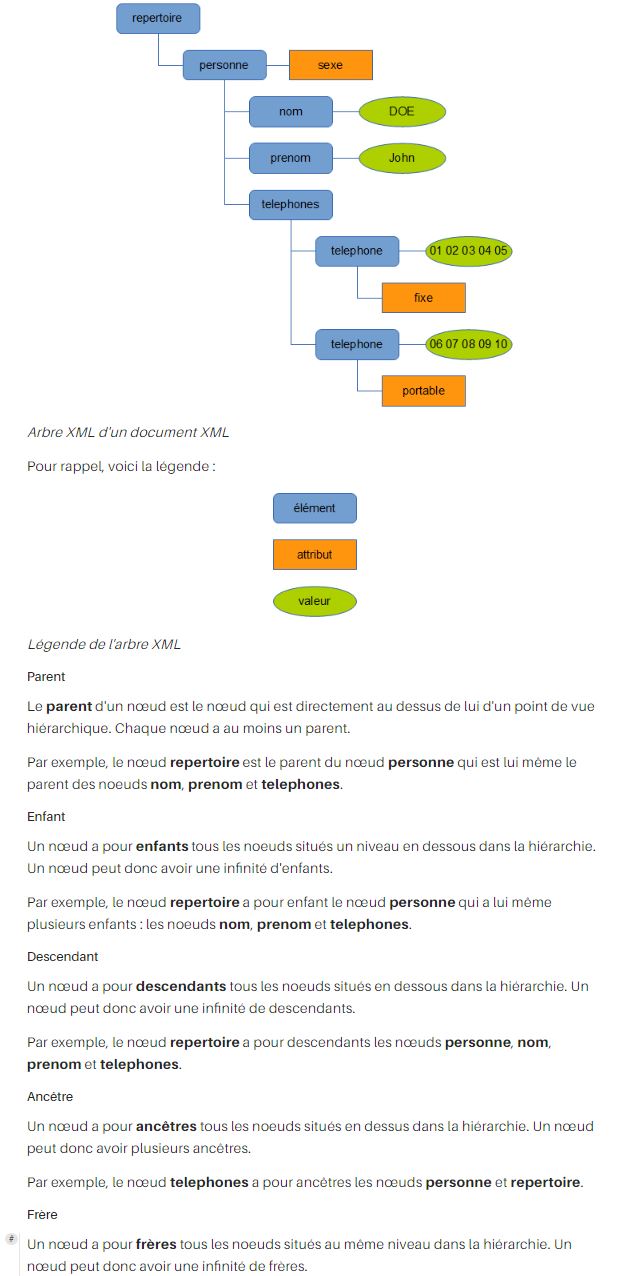 repertoire
personne
sexe
nom
DOE
prenom
John
telephones
telephone
01 02 03 04 05
fixe
telephone
06 07 08 09 10
portable
Arbre XML d'un document XML
Pour rappel, voici la légende :
élément
attribut
valeur
Légende de l'arbre XML
Parent
Le parent d'un nœud est le nœud qui est directement au dessus de lui d'un point de vue
hiérarchique. Chaque nœud a au moins un parent.
Par exemple, le nœud repertoire est le parent du nœud personne qui est lui même le
parent des noeuds nom, prenom et telephones.
Enfant
Un nœud a pour enfants tous les noeuds situés un niveau en dessous dans la hiérarchie.
Un nœud peut donc avoir une infinité d'enfants.
Par exemple, le nœud repertoire a pour enfant le nœud personne qui a lui même
plusieurs enfants : les noeuds nom, prenom et telephones.
Descendant
Un nœud a pour descendants tous les noeuds situés en dessous dans la hiérarchie. Un
nœud peut donc avoir une infinité de descendants.
Par exemple, le nœud repertoire a pour descendants les nœuds personne, nom,
prenom et telephones.
Ancêtre
Un nœud a pour ancêtres tous les noeuds situés en dessus dans la hiérarchie. Un nœud
peut donc avoir plusieurs ancêtres.
Par exemple, le nœud telephones a pour ancêtres les nœuds personne et repertoire.
Frère
#
Un nœud a pour frères tous les noeuds situés au même niveau dans la hiérarchie. Un
nœud peut donc avoir une infinité de frères.